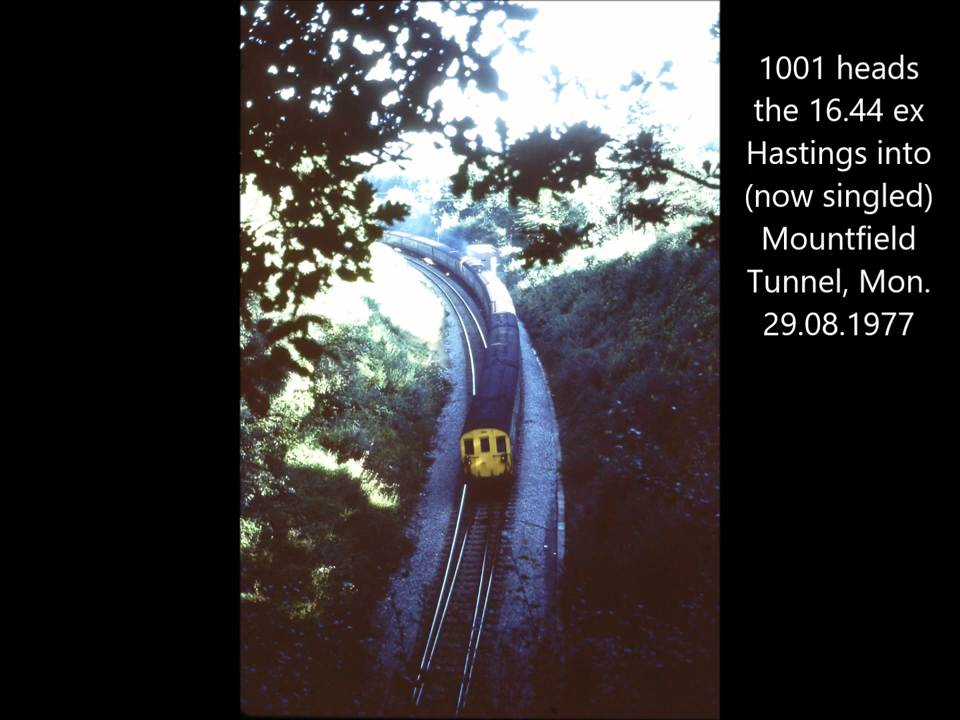 1001 heads
the 16.44 ex
Hastings into
(now singled)
Mountfield
Tunnel, Mon.
29.08.1977